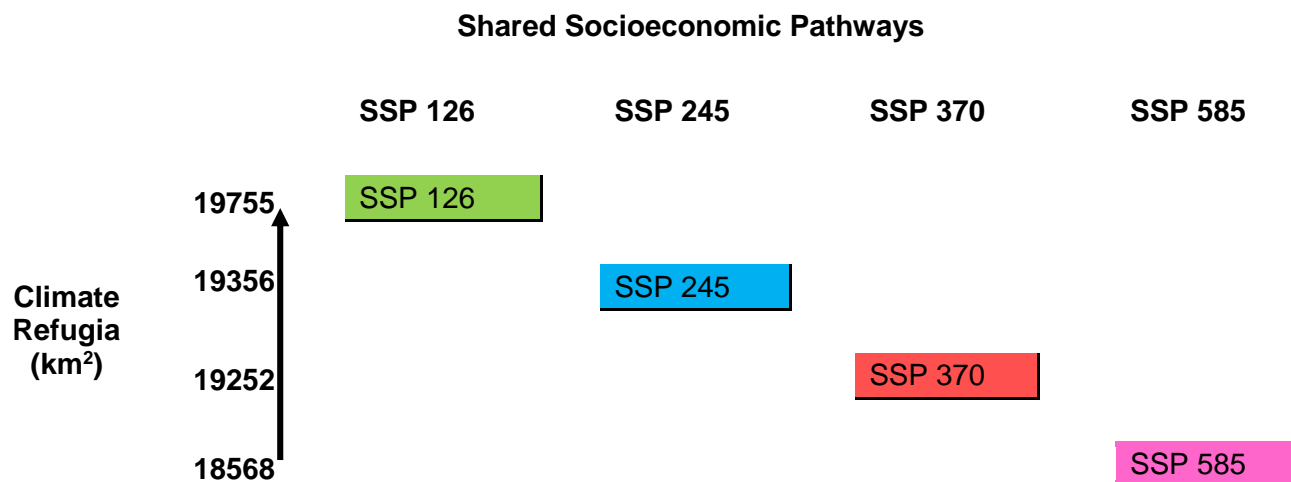 Shared Socioeconomic Pathways
SSP 126 SSP 245 SSP 370 SSP 585
19755 SSP 126
19356 SSP 245
Climate
Refugia
(km²)
19252 SSP 370
18568 SSP 585